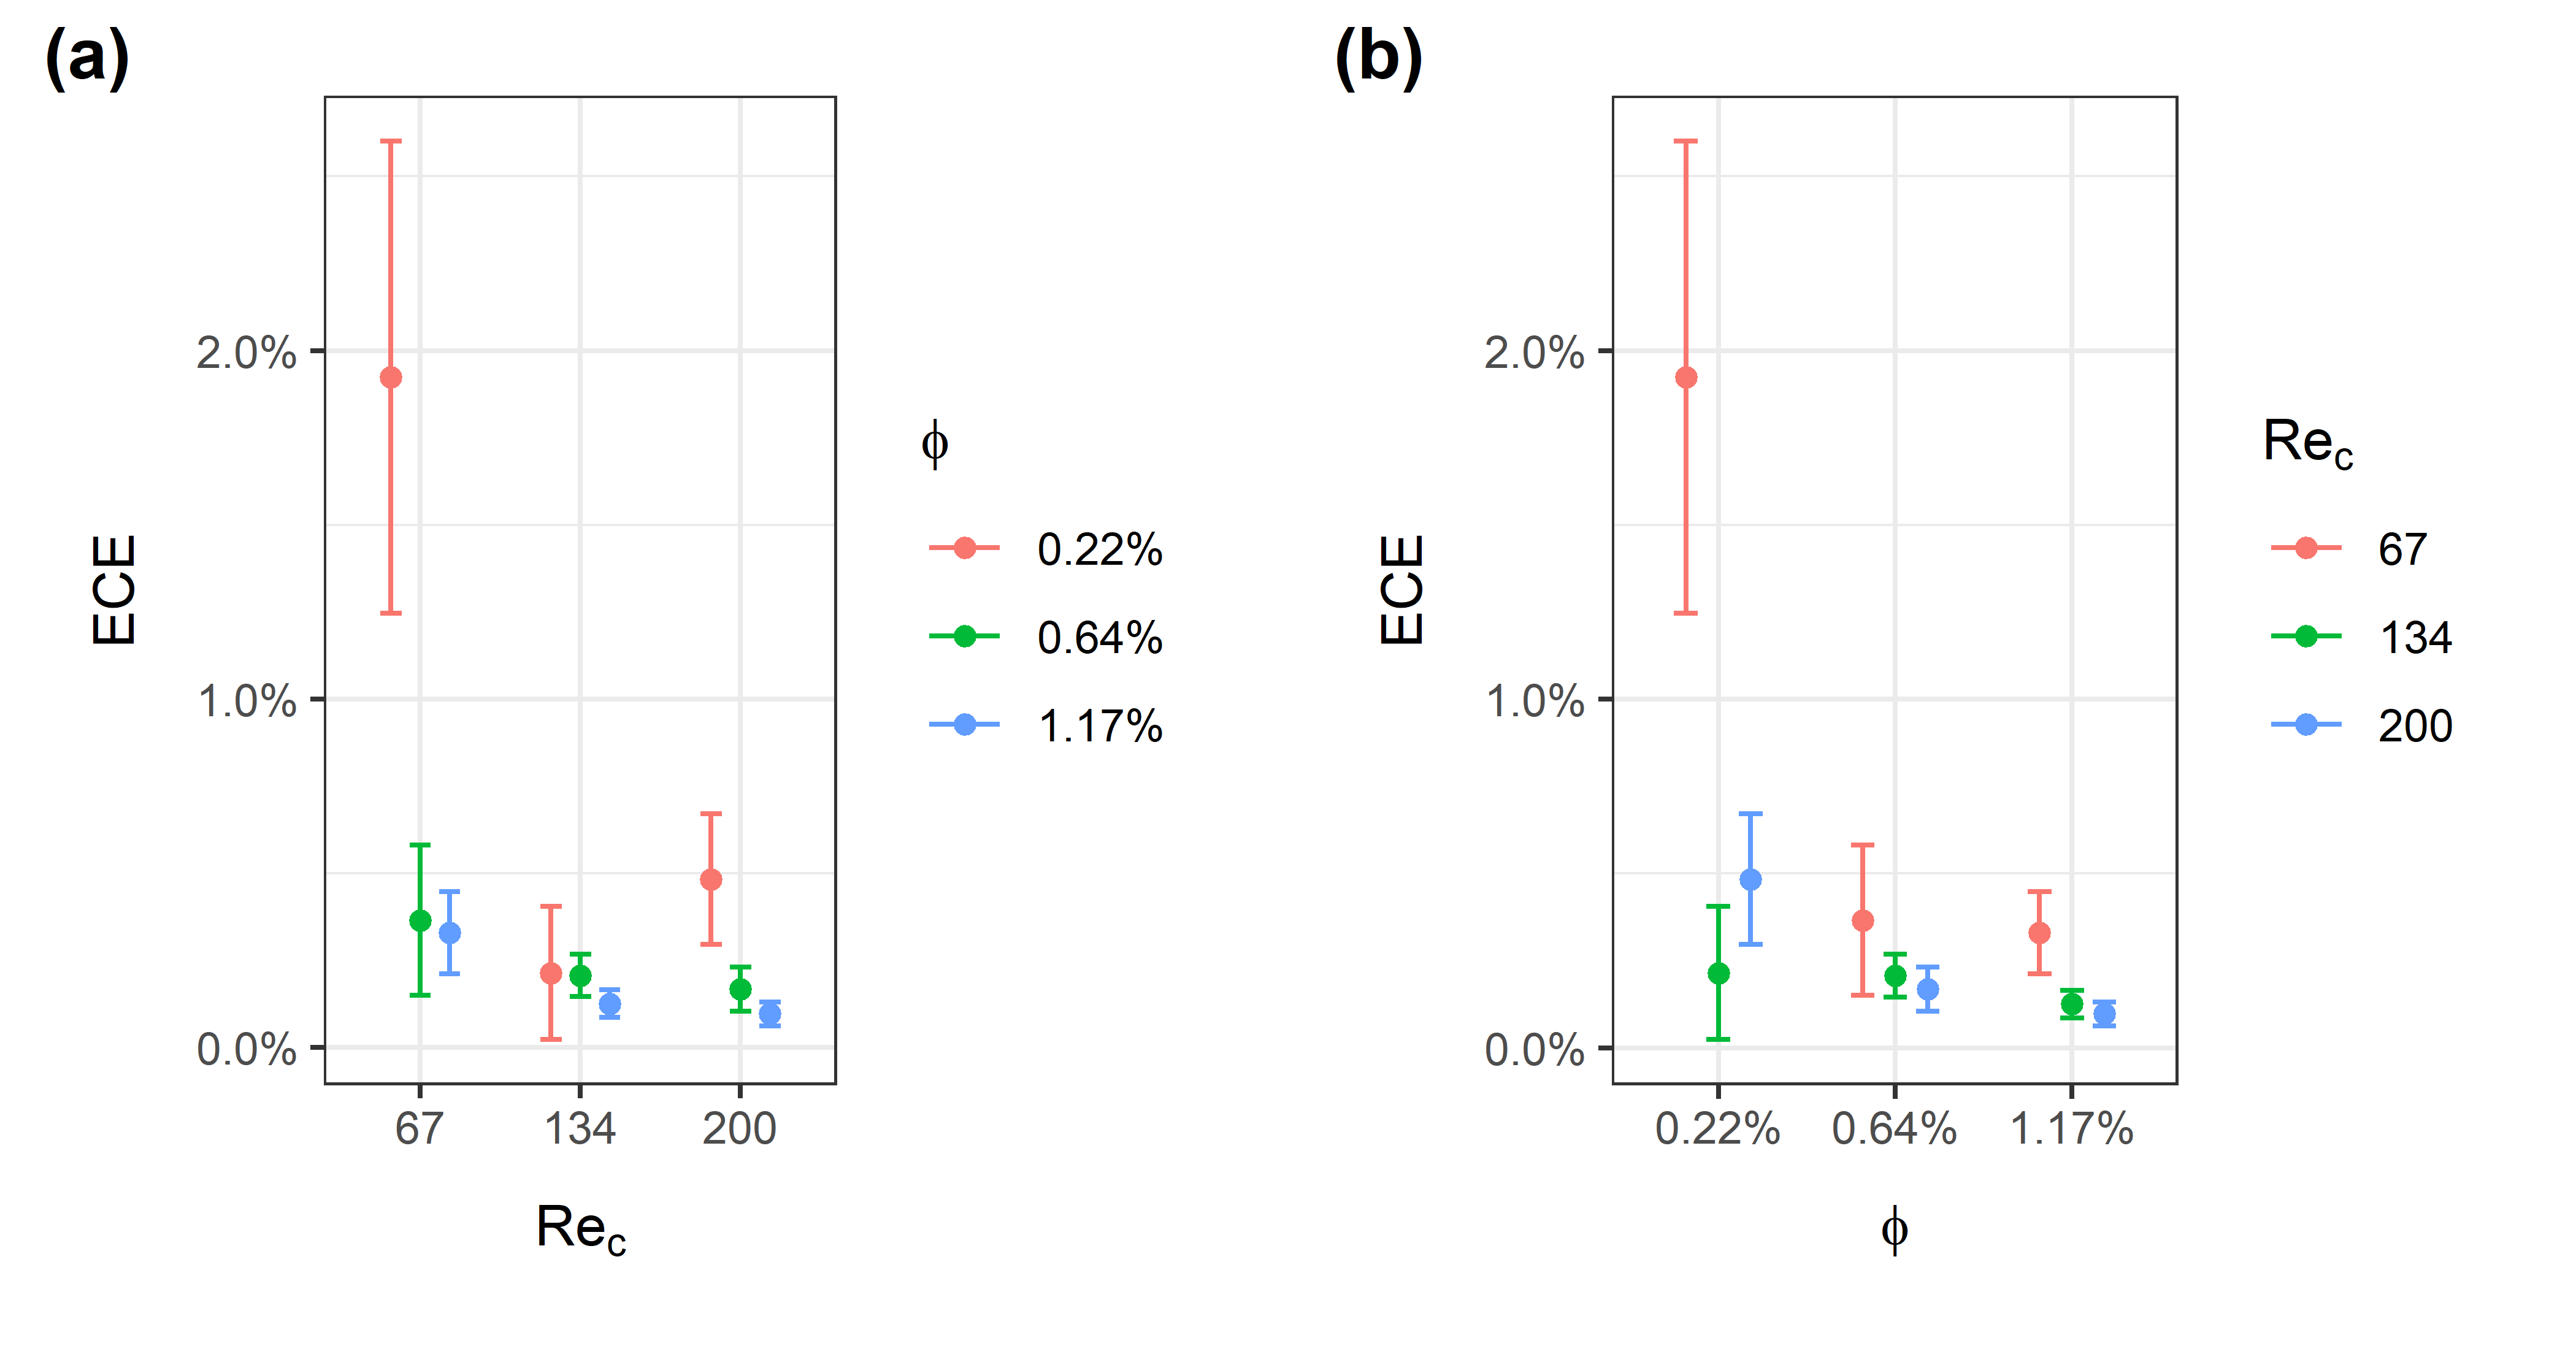 (a)
ECE
2.0%
1.0%
0.0%
67 134 200
Rec
ϕ
0.22%
0.64%
1.17%
(b)
ECE
2.0%
1.0%
0.0%
0.22% 0.64% 1.17%
ϕ
Rec
67
134
200